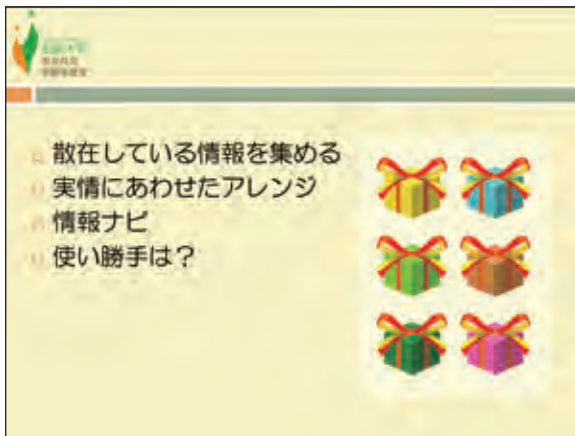 散在している情報を集める
実情にあわせたアレンジ
情報ナビ
使い勝手は？